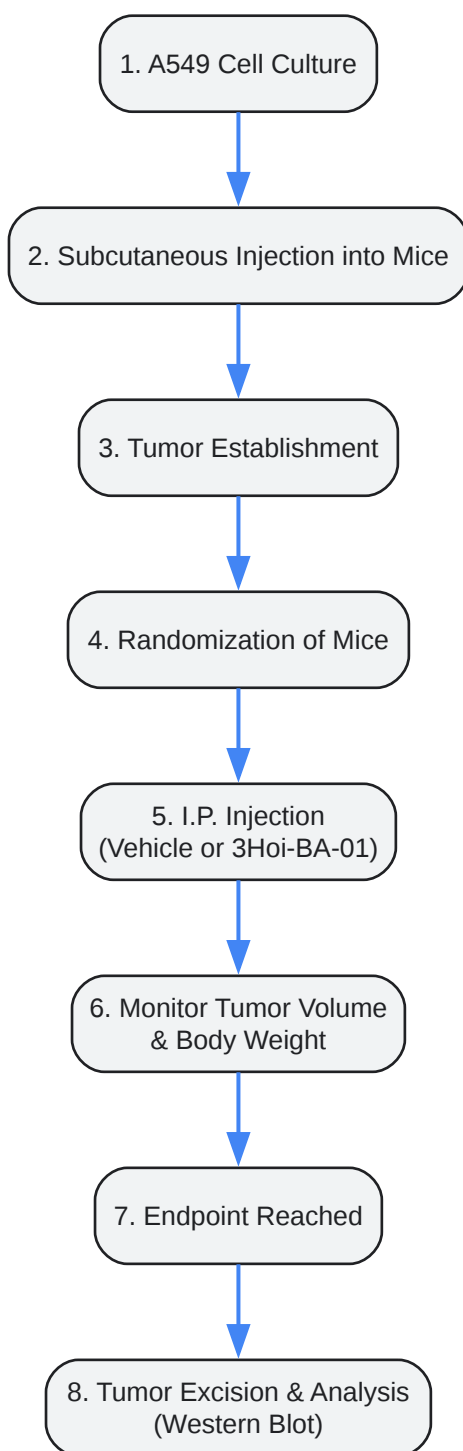 1. A549 Cell Culture
2. Subcutaneous Injection into Mice
3. Tumor Establishment
4. Randomization of Mice
5. I.P. Injection
(Vehicle or 3Hoi-BA-01)
6. Monitor Tumor Volume
& Body Weight
7. Endpoint Reached
8. Tumor Excision & Analysis
(Western Blot)